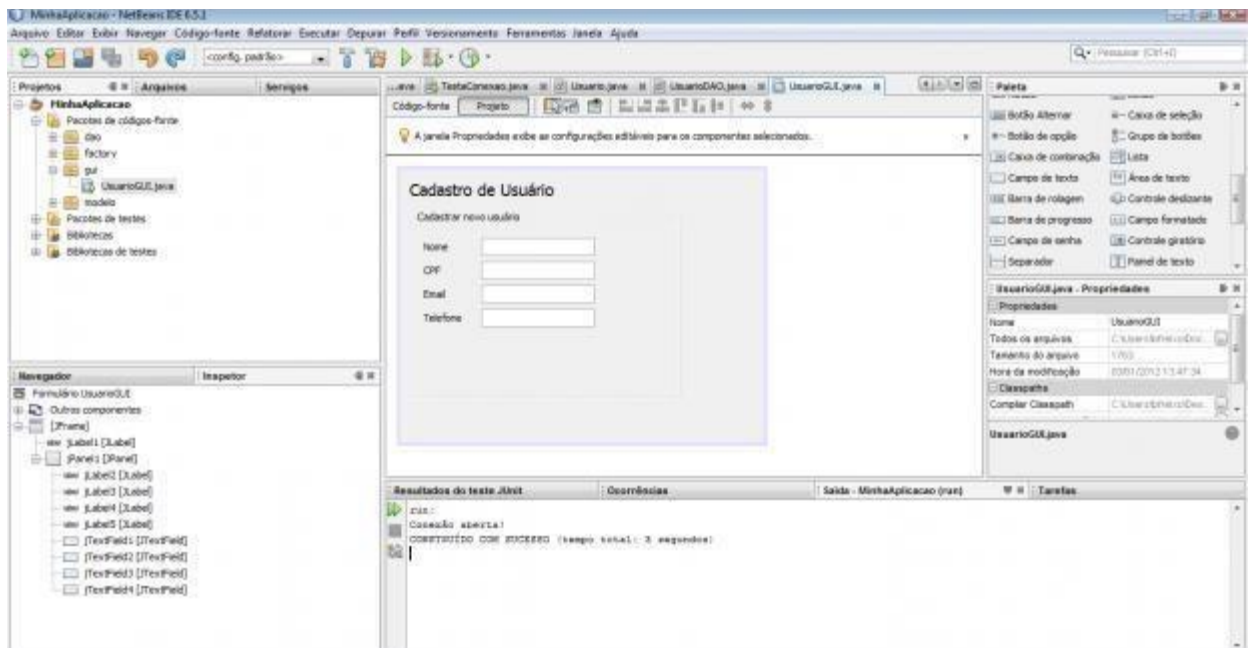 MinhaAplicacao - NetBeans IDE 6.5.1
Arquivo Editar Exibir Navegar Código-fonte Refatorar Executar Depurar Perfil Versionamento Ferramentas Janela Ajuda
<config. padrão>
Pesquisar (Ctrl+I)
Projetos
Arquivos
Serviços
MinhaAplicacao
Pacotes de códigos-fonte
dao
factory
gui
UsuarioGUI.java
modelo
Pacotes de testes
Bibliotecas
Bibliotecas de testes
...ava TestaConexao.java Usuario.java UsuarioDAO.java UsuarioGUI.java
Código-fonte Projeto
A janela Propriedades exibe as configurações editáveis para os componentes selecionados.
Cadastro de Usuário
Cadastrar novo usuário
Nome
CPF
Email
Telefone
Paleta
Botão Alternar Caixa de seleção
Botão de opção Grupo de botões
Caixa de combinação Lista
Campo de texto Área de texto
Barra de rolagem Controle deslizante
Barra de progresso Campo formatado
Campo de senha Controle giratório
Separador Painel de texto
UsuarioGUI.java - Propriedades
Propriedades
Nome UsuarioGUI
Todos os arquivos
Tamanho do arquivo 1763
Hora da modificação
Classpaths
Compilar Classpath
UsuarioGUI.java
Navegador
Inspetor
Formulário UsuarioGUI
Outros componentes
[JFrame]
jLabel1 [JLabel]
jPanel1 [JPanel]
jLabel2 [JLabel]
jLabel3 [JLabel]
jLabel4 [JLabel]
jLabel5 [JLabel]
jTextField1 [JTextField]
jTextField2 [JTextField]
jTextField3 [JTextField]
jTextField4 [JTextField]
Resultados do teste JUnit
Ocorrências
Saída - MinhaAplicacao (run)
Tarefas
run:
Conexão aberta!
CONSTRUÍDO COM SUCESSO (tempo total: 3 segundos)